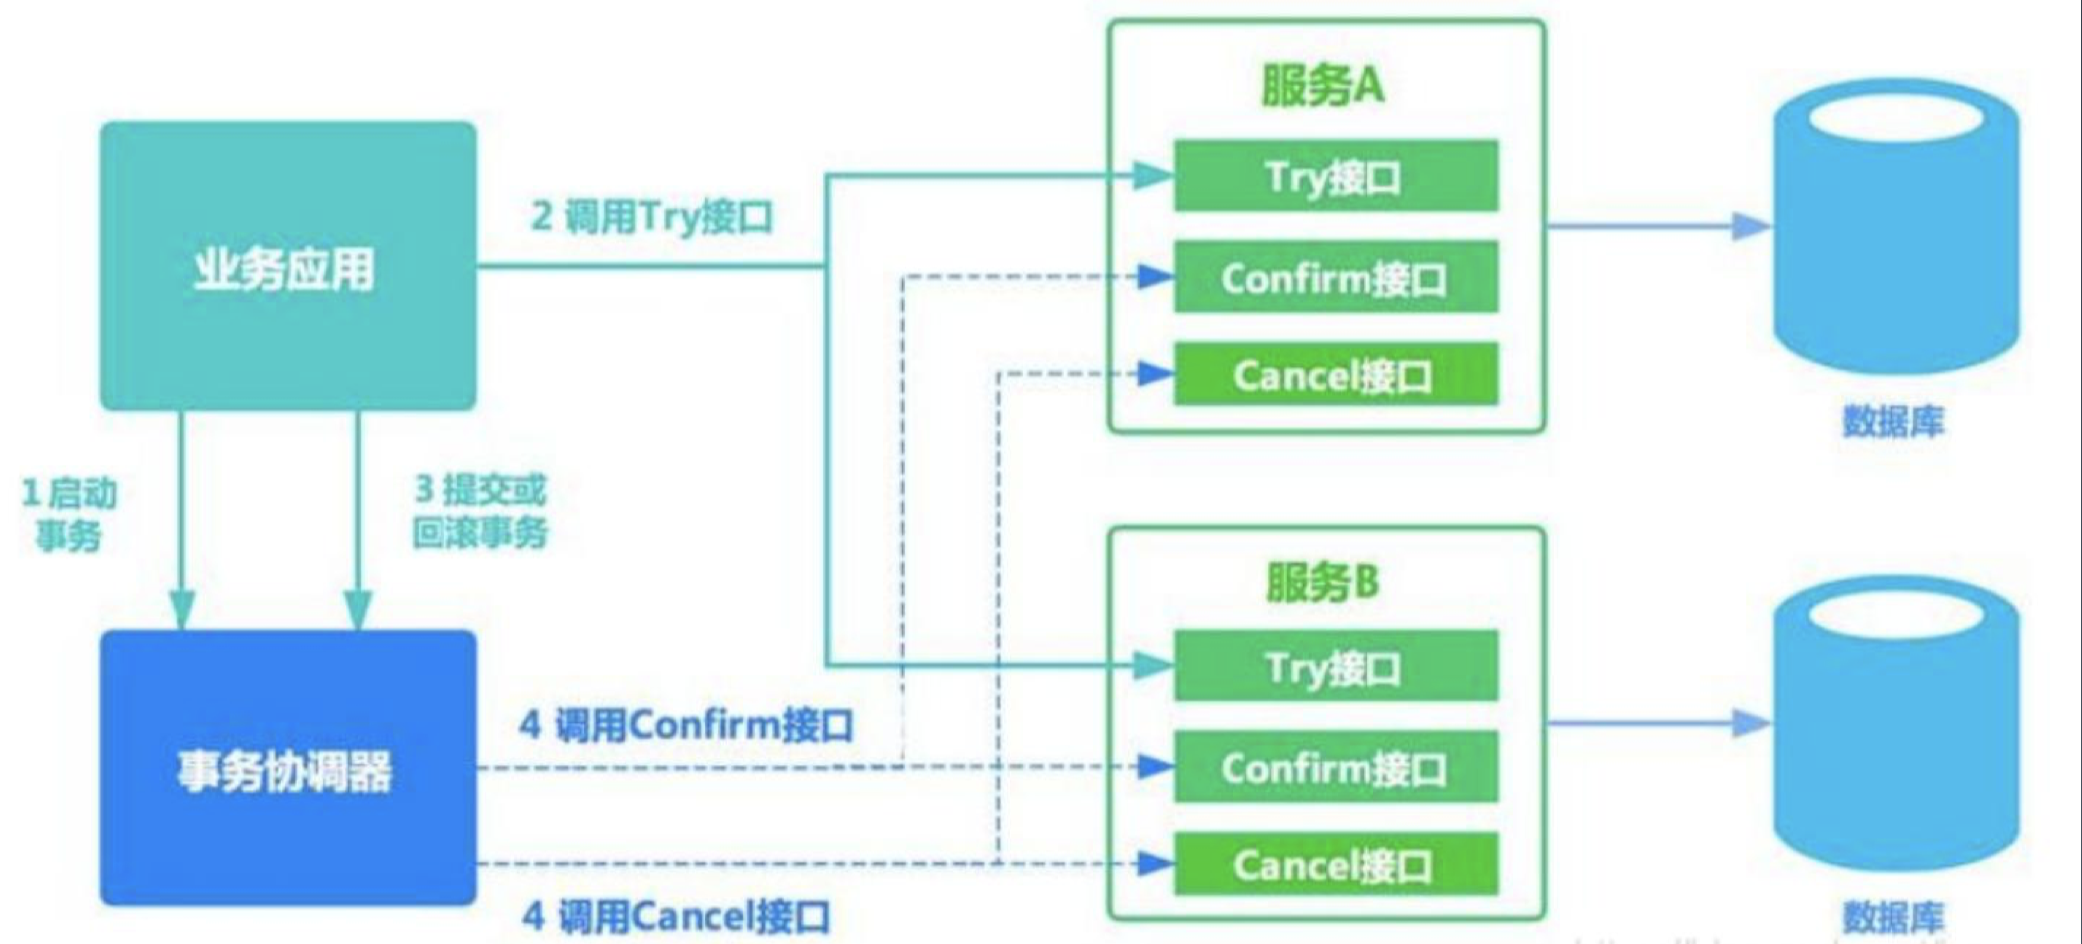 服务A
Try接口
Confirm接口
Cancel接口
数据库
业务应用
2 调用Try接口
1 启动
事务
3 提交或
回滚事务
服务B
Try接口
Confirm接口
Cancel接口
数据库
事务协调器
4 调用Confirm接口
4 调用Cancel接口